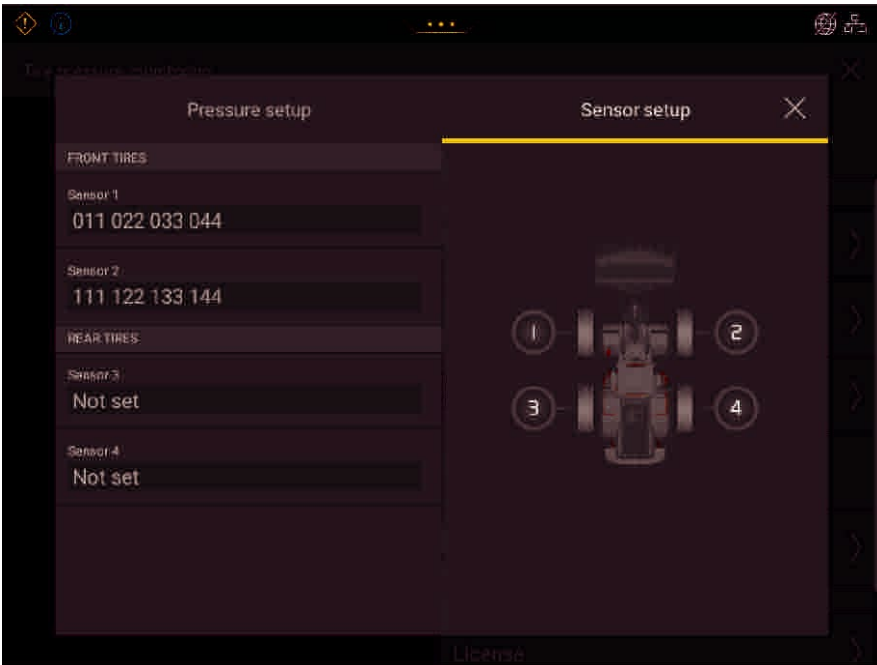 Pressure setup
Sensor setup
FRONT TIRES
Sensor 1
011 022 033 044
Sensor 2
111 122 133 144
REAR TIRES
Sensor 3
Not set
Sensor 4
Not set
1
2
3
4
License